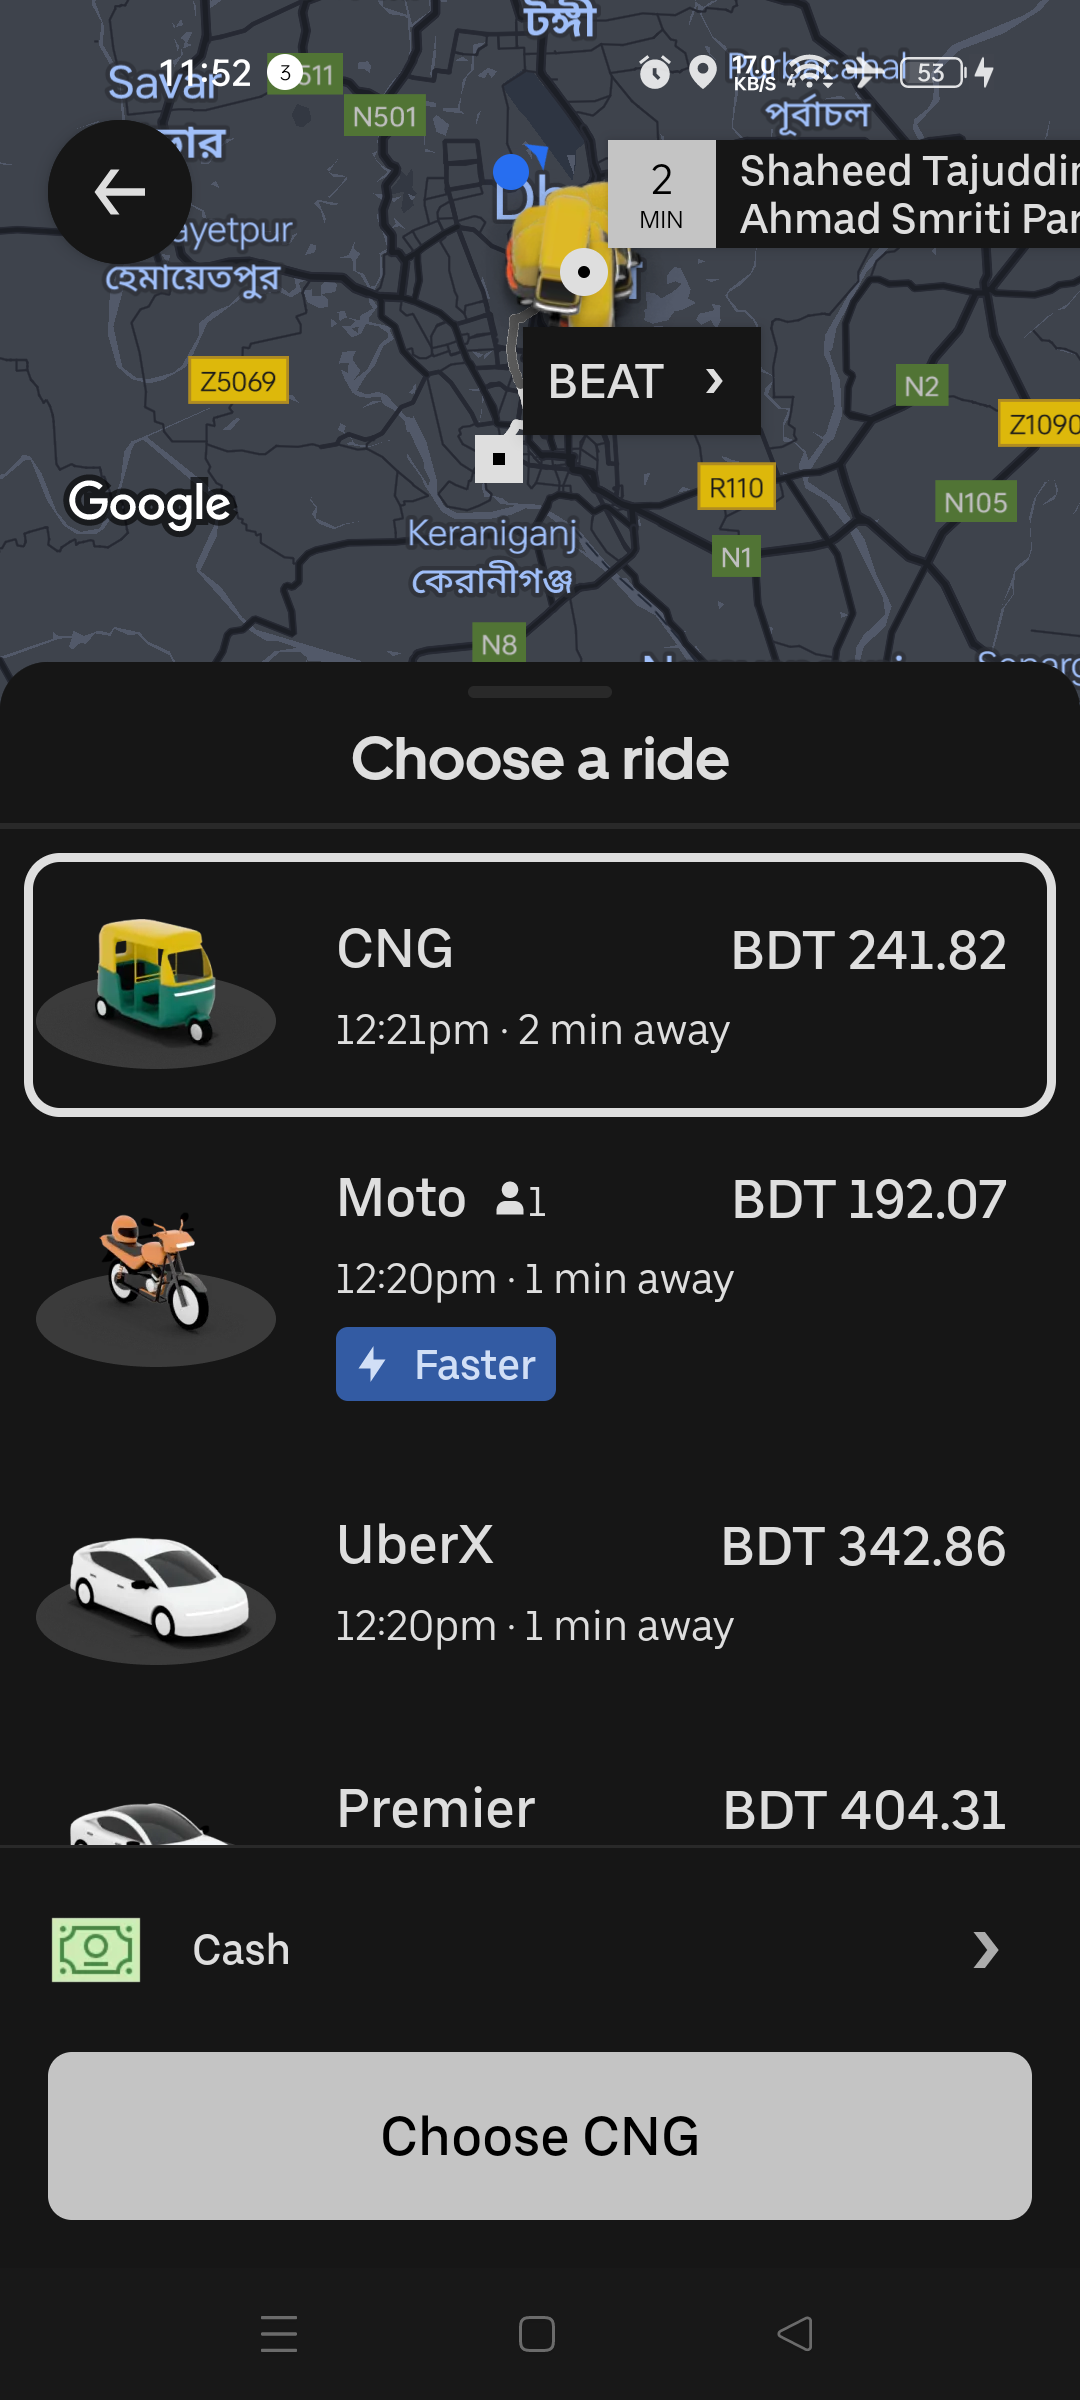 টঙ্গী
11:52
3
511
17.0
KB/S
53
Savar
N501
পূর্বাচল
2
MIN
Shaheed Tajuddin
Ahmad Smriti Par
হেমায়েতপুর
BEAT
Z5069
N2
Z1090
R110
N105
Google
Keraniganj
কেরানীগঞ্জ
N1
N8
Choose a ride
CNG BDT 241.82
12:21pm · 2 min away
Moto 1 BDT 192.07
12:20pm · 1 min away
Faster
UberX BDT 342.86
12:20pm · 1 min away
Premier BDT 404.31
Cash
Choose CNG